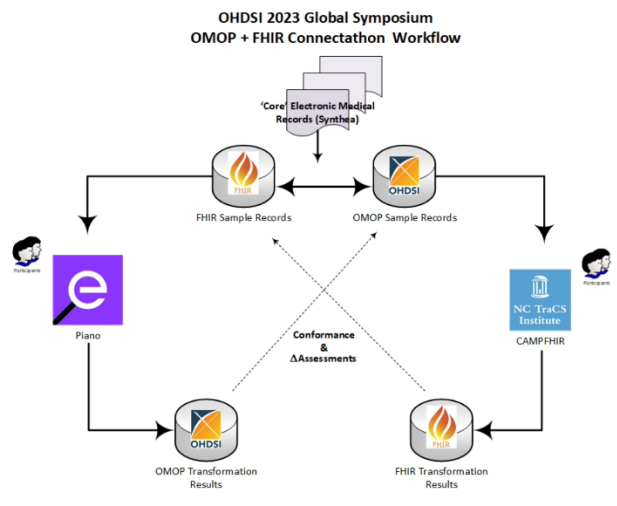 OHDSI 2023 Global Symposium
OMOP + FHIR Connectathon Workflow
'Core' Electronic Medical
Records (Synthea)
FHIR
OHDSI
FHIR Sample Records
OMOP Sample Records
Participants
Participants
e
NC TraCS
Institute
Piano
CAMPFHIR
Conformance
&
ΔAssessments
OHDSI
FHIR
OMOP Transformation
Results
FHIR Transformation
Results